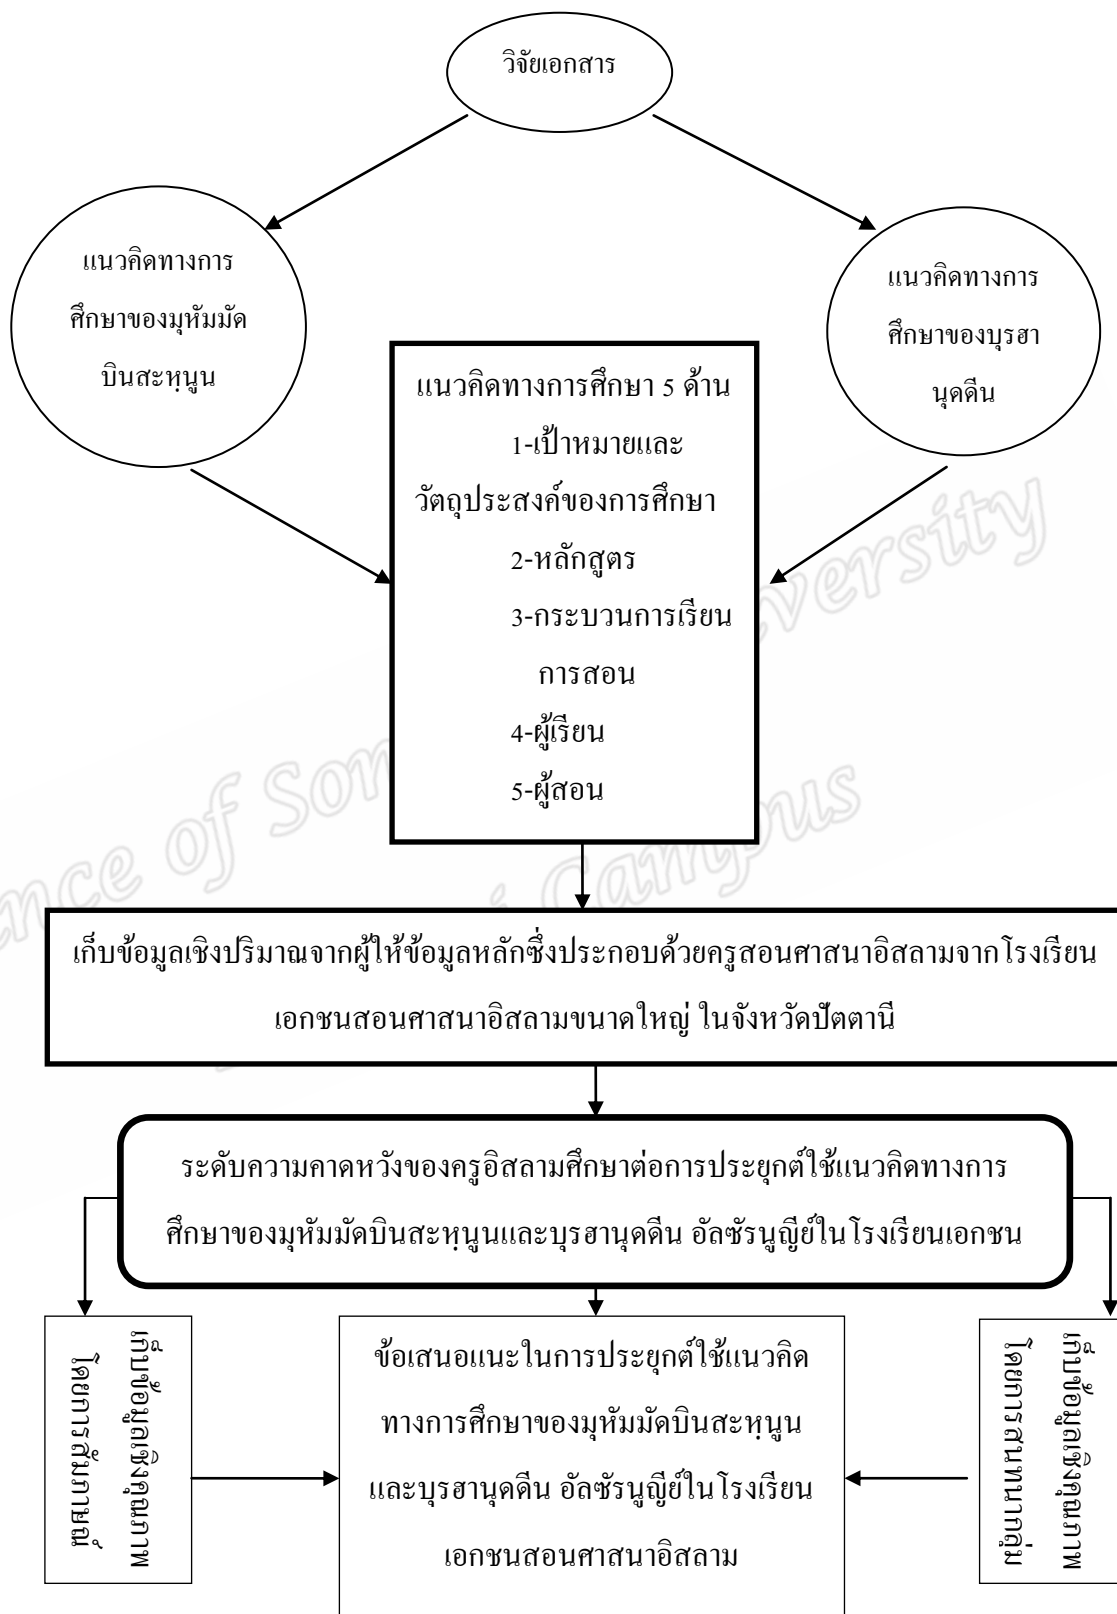 วิจัยเอกสาร
แนวคิดทางการ
ศึกษาของมุหัมมัด
บินสะหฺนูน
แนวคิดทางการ
ศึกษาของบุรฮา
นุดดีน
แนวคิดทางการศึกษา 5 ด้าน
1-เป้าหมายและ
วัตถุประสงค์ของการศึกษา
2-หลักสูตร
3-กระบวนการเรียน
การสอน
4-ผู้เรียน
5-ผู้สอน
เก็บข้อมูลเชิงปริมาณจากผู้ให้ข้อมูลหลักซึ่งประกอบด้วยครูสอนศาสนาอิสลามจากโรงเรียน
เอกชนสอนศาสนาอิสลามขนาดใหญ่ ในจังหวัดปัตตานี
ระดับความคาดหวังของครูอิสลามศึกษาต่อการประยุกต์ใช้แนวคิดทางการ
ศึกษาของมุหัมมัดบินสะหฺนูนและบุรฮานุดดีน อัลซัรนูญีย์ในโรงเรียนเอกชน
เก็บข้อมูลเชิงคุณภาพ
โดยการสัมภาษณ์
ข้อเสนอแนะในการประยุกต์ใช้แนวคิด
ทางการศึกษาของมุหัมมัดบินสะหฺนูน
และบุรฮานุดดีน อัลซัรนูญีย์ในโรงเรียน
เอกชนสอนศาสนาอิสลาม
เก็บข้อมูลเชิงคุณภาพ
โดยการสนทนากลุ่ม
ence of Son
versity
Campus